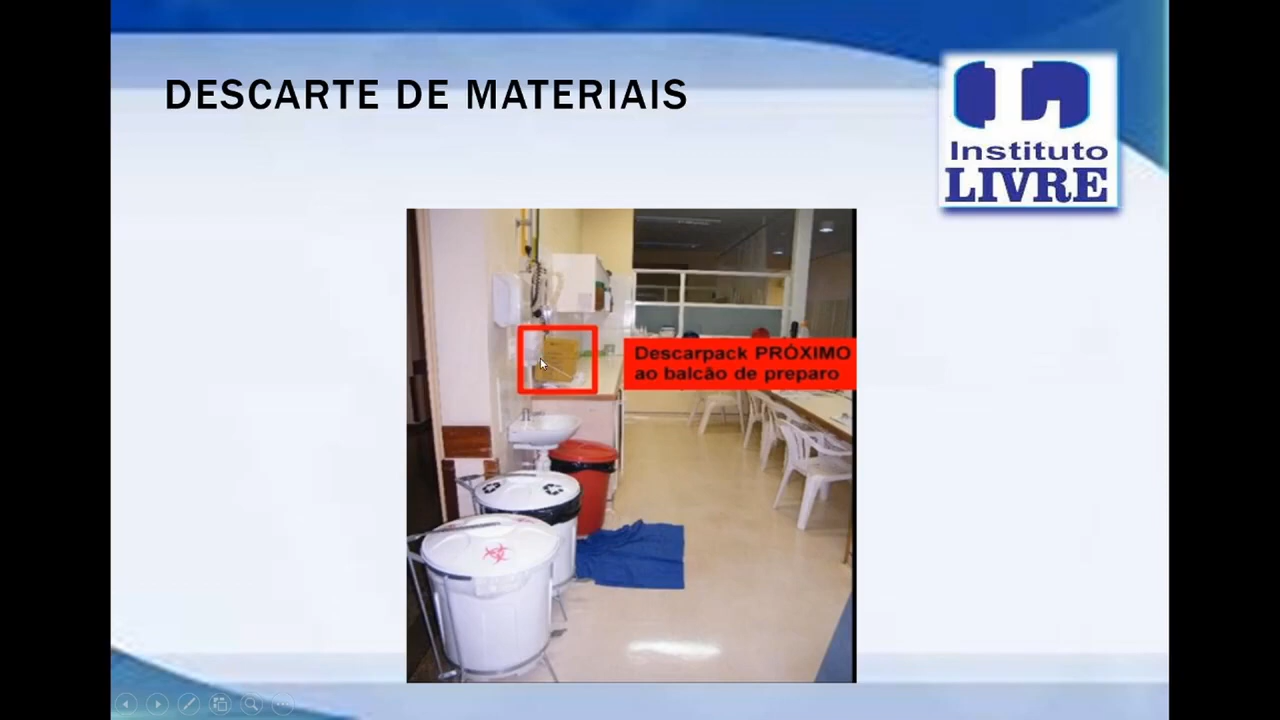 DESCARTE DE MATERIAIS
Instituto
LIVRE
Descarpack PRÓXIMO
ao balcão de preparo